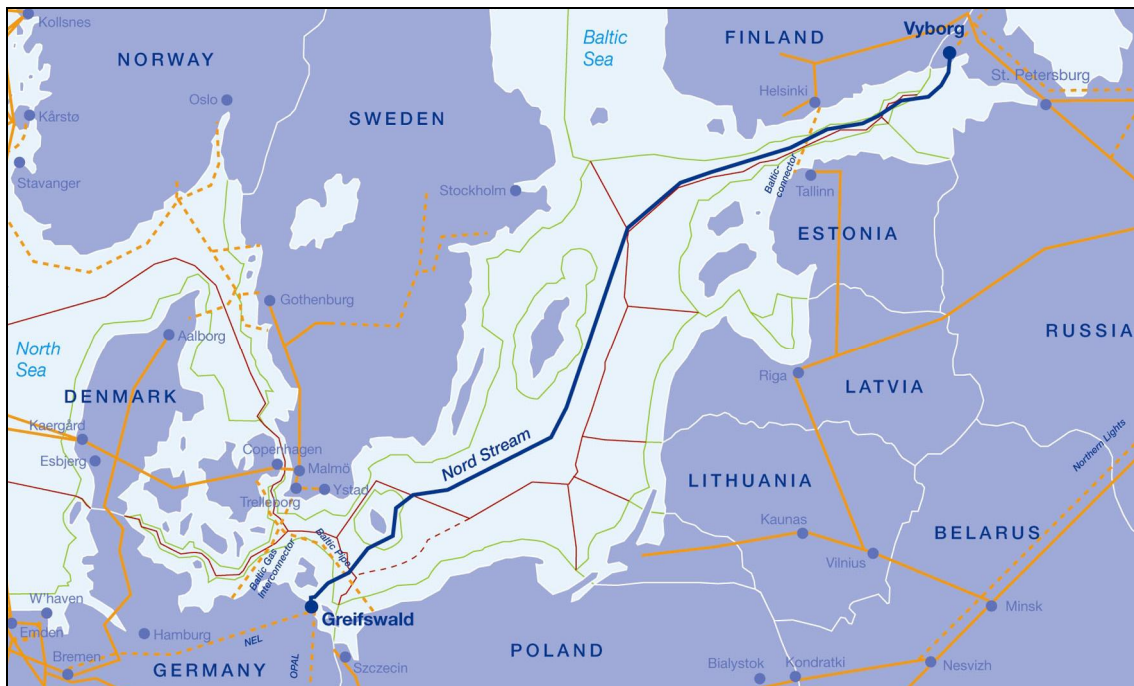 Kollsnes
NORWAY
Baltic
Sea
FINLAND
Vyborg
St. Petersburg
Helsinki
Oslo
SWEDEN
Kårstø
Stavanger
Stockholm
Baltic-
connector
Tallinn
ESTONIA
Gothenburg
Aalborg
North
Sea
DENMARK
RUSSIA
Riga
LATVIA
Kaergård
Esbjerg
Copenhagen
Malmö
Trelleborg
Ystad
Nord Stream
Northern Lights
LITHUANIA
Kaunas
Vilnius
BELARUS
Baltic Gas
Interconnector
Baltic Pipe
Greifswald
W'haven
Emden
Hamburg
Bremen
NEL
OPAL
GERMANY
Szczecin
POLAND
Minsk
Bialystok
Kondratki
Nesvizh